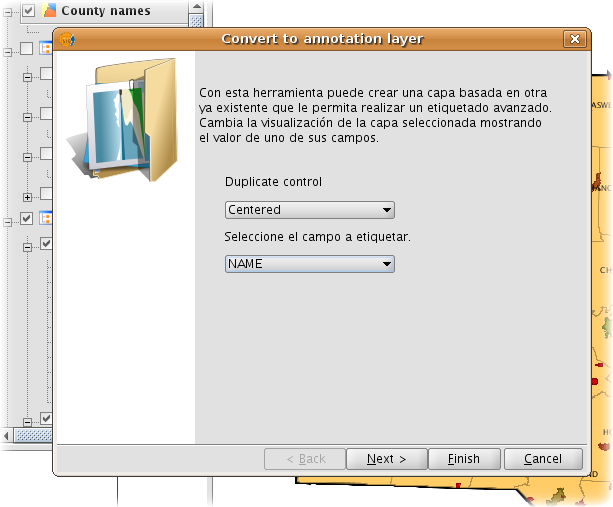 County names
Convert to annotation layer
Con esta herramienta puede crear una capa basada en otra
ya existente que le permita realizar un etiquetado avanzado.
Cambia la visualización de la capa seleccionada mostrando
el valor de uno de sus campos.
Duplicate control
Centered
Seleccione el campo a etiquetar.
NAME
< Back
Next >
Finish
Cancel